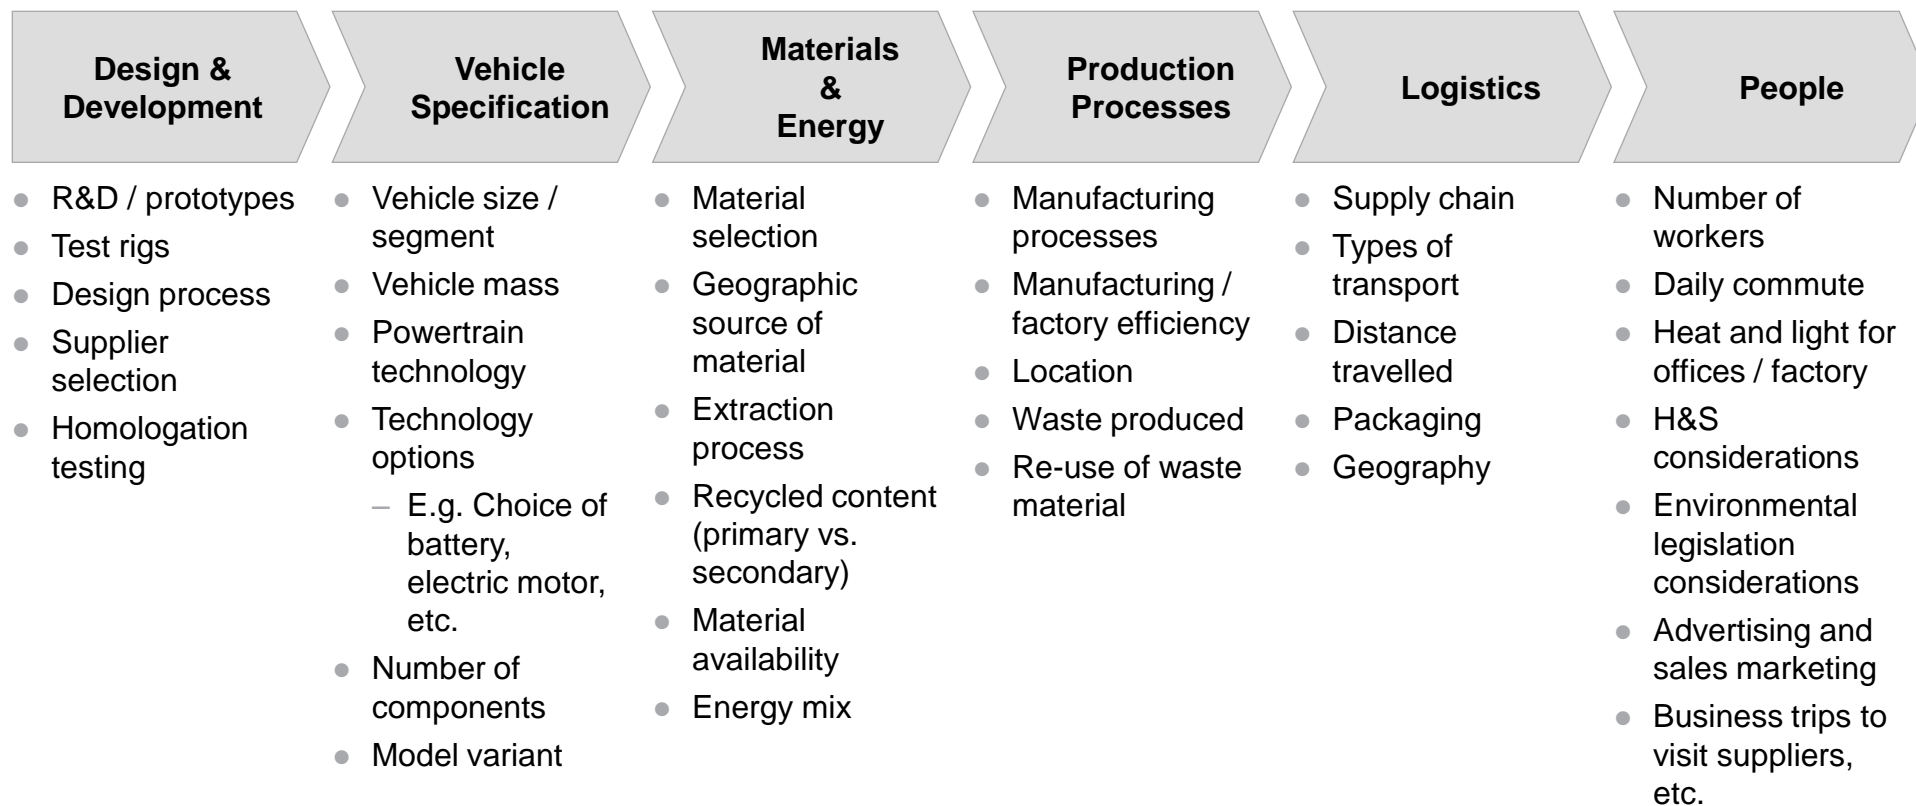 Design &
Development
Vehicle
Specification
Materials
&
Energy
Production
Processes
Logistics
People
● R&D / prototypes
● Test rigs
● Design process
● Supplier
selection
● Homologation
testing
● Vehicle size /
segment
● Vehicle mass
● Powertrain
technology
● Technology
options
– E.g. Choice of
battery,
electric motor,
etc.
● Number of
components
● Model variant
● Material
selection
● Geographic
source of
material
● Extraction
process
● Recycled content
(primary vs.
secondary)
● Material
availability
● Energy mix
● Manufacturing
processes
● Manufacturing /
factory efficiency
● Location
● Waste produced
● Re-use of waste
material
● Supply chain
● Types of
transport
● Distance
travelled
● Packaging
● Geography
● Number of
workers
● Daily commute
● Heat and light for
offices / factory
● H&S
considerations
● Environmental
legislation
considerations
● Advertising and
sales marketing
● Business trips to
visit suppliers,
etc.